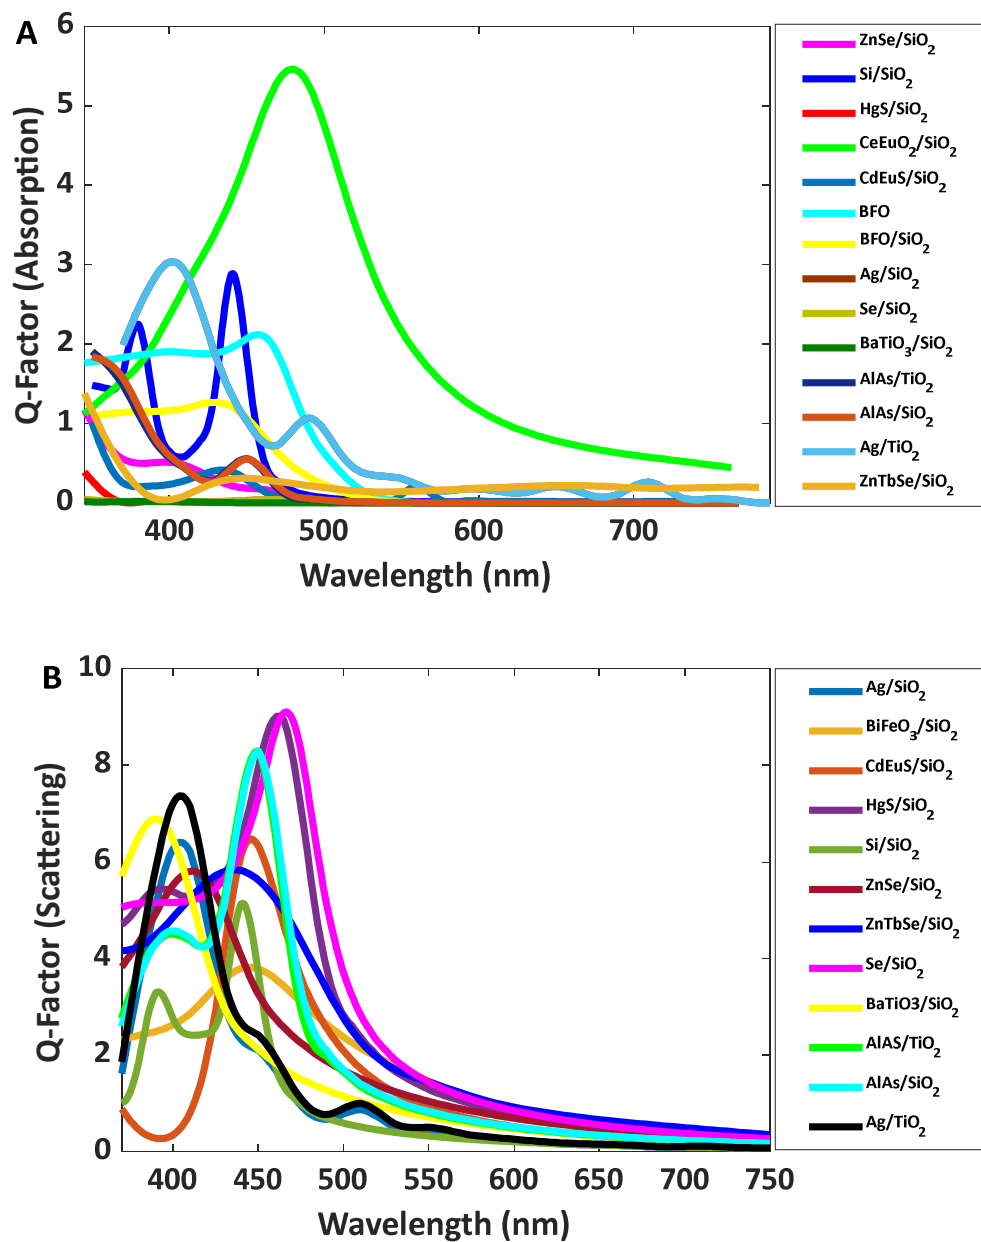 A
6
5
4
3
2
1
0
Q-Factor (Absorption)
400 500 600 700
Wavelength (nm)
ZnSe/SiO2
Si/SiO2
HgS/SiO2
CeEuO2/SiO2
CdEuS/SiO2
BFO
BFO/SiO2
Ag/SiO2
Se/SiO2
BaTiO3/SiO2
AlAs/TiO2
AlAs/SiO2
Ag/TiO2
ZnTbSe/SiO2
B
10
8
6
4
2
0
Q-Factor (Scattering)
400 450 500 550 600 650 700 750
Wavelength (nm)
Ag/SiO2
BiFeO3/SiO2
CdEuS/SiO2
HgS/SiO2
Si/SiO2
ZnSe/SiO2
ZnTbSe/SiO2
Se/SiO2
BaTiO3/SiO2
AlAS/TiO2
AlAs/SiO2
Ag/TiO2